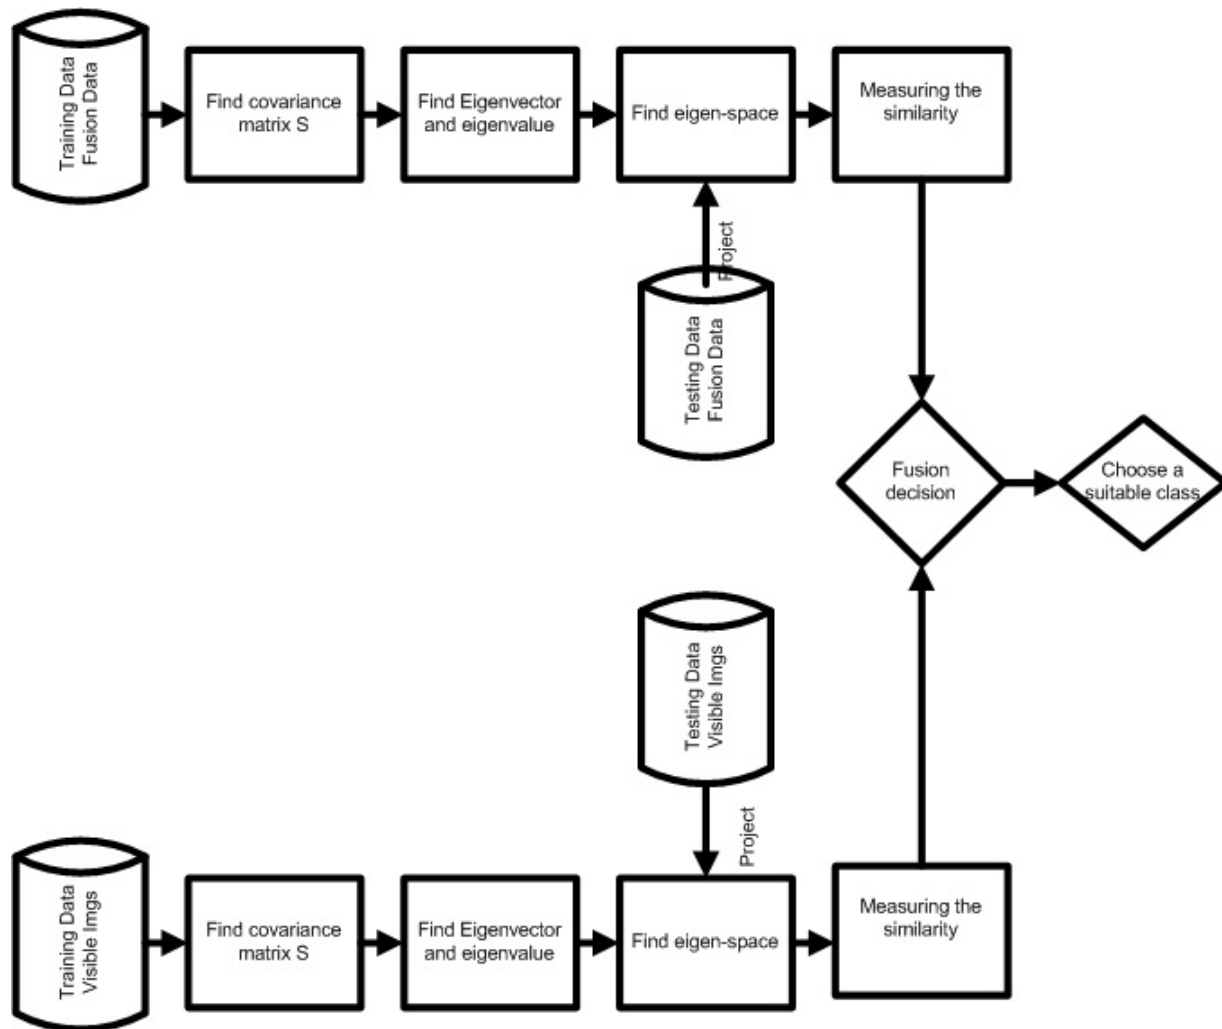 Training Data
Fusion Data
Find covariance
matrix S
Find Eigenvector
and eigenvalue
Find eigen-space
Measuring the
similarity
Project
Testing Data
Fusion Data
Fusion
decision
Choose a
suitable class
Testing Data
Visible Imgs
Project
Training Data
Visible Imgs
Find covariance
matrix S
Find Eigenvector
and eigenvalue
Find eigen-space
Measuring the
similarity